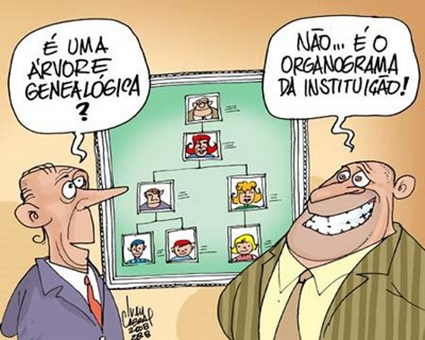 É UMA
ÁRVORE
GENEALÓGICA
?
NÃO... É O
ORGANOGRAMA
DA INSTITUIÇÃO!